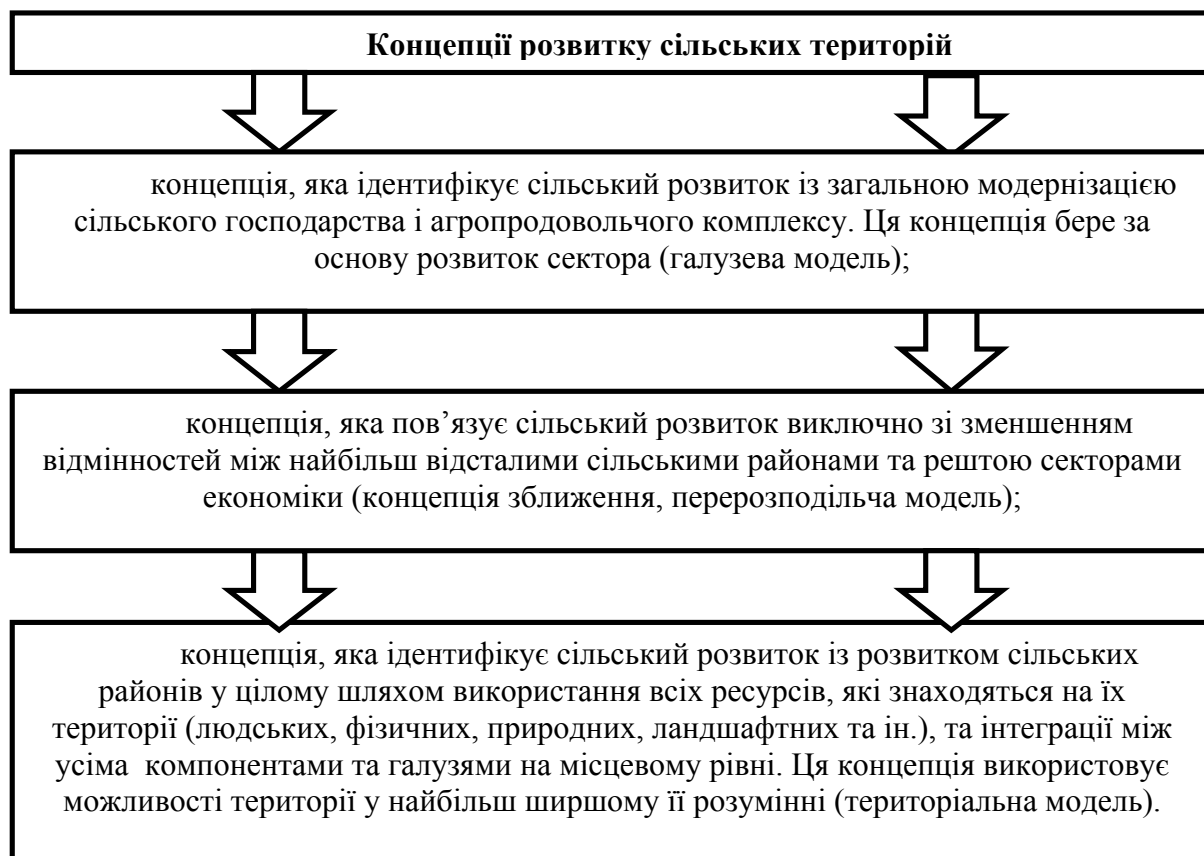 Концепції розвитку сільських територій
концепція, яка ідентифікує сільський розвиток із загальною модернізацією
сільського господарства і агропродовольчого комплексу. Ця концепція бере за
основу розвиток сектора (галузева модель);
концепція, яка пов’язує сільський розвиток виключно зі зменшенням
відмінностей між найбільш відсталими сільськими районами та рештою секторами
економіки (концепція зближення, перерозподільча модель);
концепція, яка ідентифікує сільський розвиток із розвитком сільських
районів у цілому шляхом використання всіх ресурсів, які знаходяться на їх
території (людських, фізичних, природних, ландшафтних та ін.), та інтеграції між
усіма компонентами та галузями на місцевому рівні. Ця концепція використовує
можливості території у найбільш ширшому її розумінні (територіальна модель).